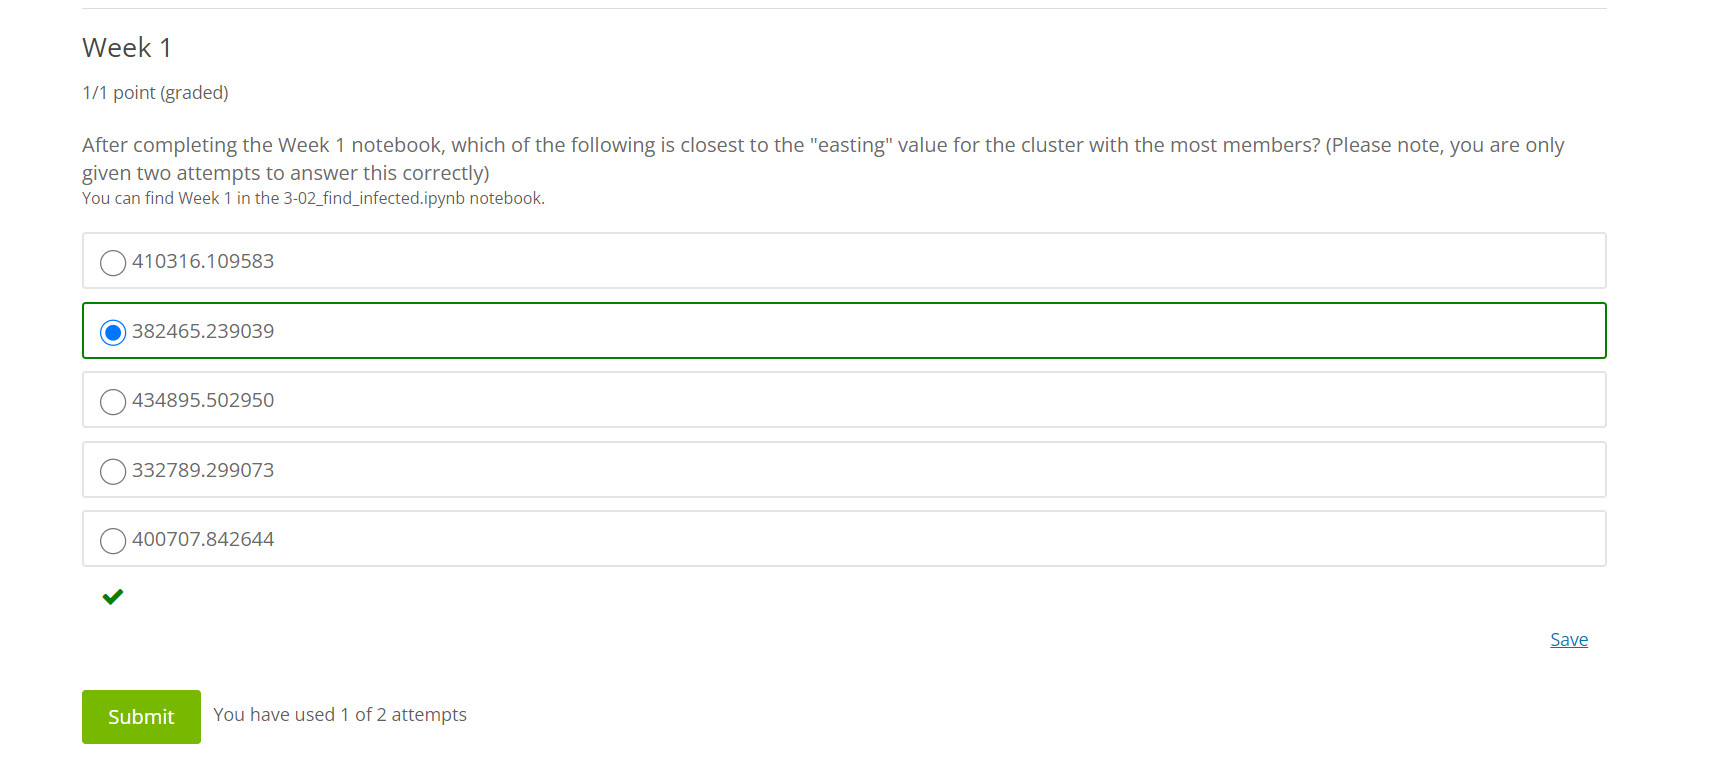 Week 1
1/1 point (graded)
After completing the Week 1 notebook, which of the following is closest to the "easting" value for the cluster with the most members? (Please note, you are only
given two attempts to answer this correctly)
You can find Week 1 in the 3-02_find_infected.ipynb notebook.
410316.109583
382465.239039
434895.502950
332789.299073
400707.842644
Save
Submit You have used 1 of 2 attempts